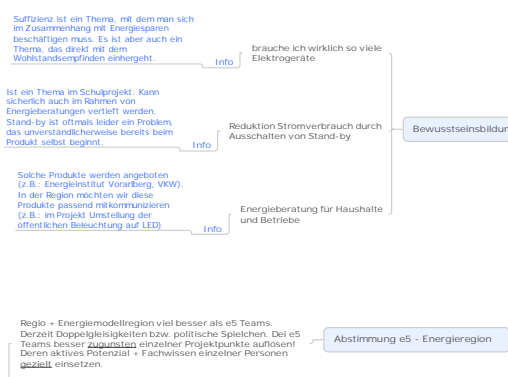 Suffizienz ist ein Thema, mit dem man sich
im Zusammenhang mit Energiesparen
beschäftigen muss. Es ist aber auch ein
Thema, das direkt mit dem
Wohlstandsempfinden einhergeht.
Info
brauche ich wirklich so viele
Elektrogeräte
Ist ein Thema im Schulprojekt. Kann
sicherlich auch im Rahmen von
Energieberatungen vertieft werden.
Stand-by ist oftmals leider ein Problem,
das unverständlicherweise bereits beim
Produkt selbst beginnt.
Info
Reduktion Stromverbrauch durch
Ausschalten von Stand-by
Bewusstseinsbildun
Solche Produkte werden angeboten
(z.B.: Energieinstitut Vorarlberg, VKW).
In der Region möchten wir diese
Produkte passend mitkommunizieren
(z.B.: im Projekt Umstellung der
öffentlichen Beleuchtung auf LED)
Info
Energieberatung für Haushalte
und Betriebe
Regio + Energiemodellregion viel besser als e5 Teams.
Derzeit Doppelgleisigkeiten bzw. politische Spielchen. Dei e5
Teams besser zugunsten einzelner Projektpunkte auflösen!
Deren aktives Potenzial + Fachwissen einzelner Personen
gezielt einsetzen.
Abstimmung e5 - Energieregion